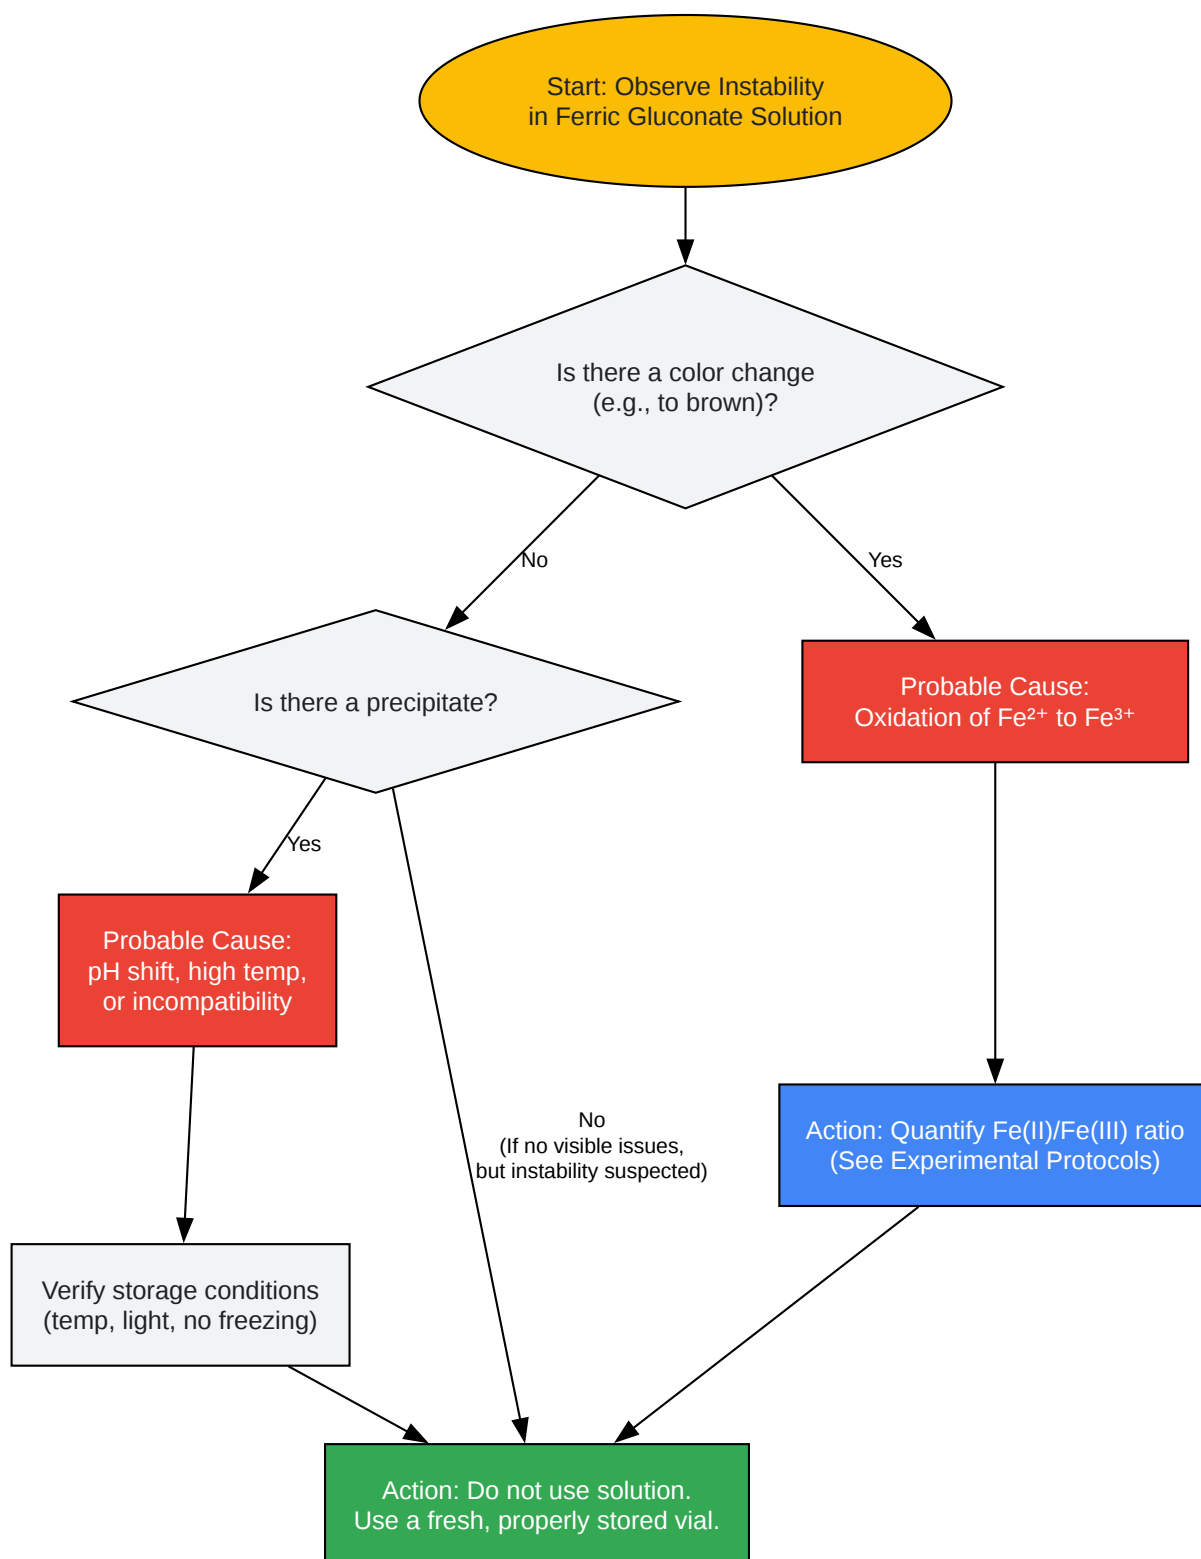 Start: Observe Instability
in Ferric Gluconate Solution
Is there a color change
(e.g., to brown)?
No
Yes
Is there a precipitate?
Probable Cause:
Oxidation of Fe²⁺ to Fe³⁺
Yes
Probable Cause:
pH shift, high temp,
or incompatibility
No
(If no visible issues,
but instability suspected)
Action: Quantify Fe(II)/Fe(III) ratio
(See Experimental Protocols)
Verify storage conditions
(temp, light, no freezing)
Action: Do not use solution.
Use a fresh, properly stored vial.